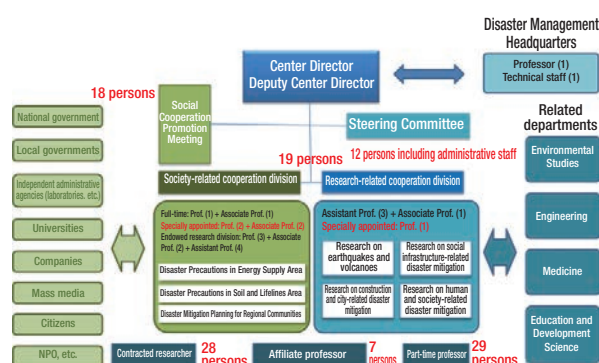 Disaster Management
Headquarters
Professor (1)
Technical staff (1)
Center Director
Deputy Center Director
18 persons
Social
Cooperation
Promotion
Meeting
Steering Committee
19 persons
12 persons including administrative staff
Society-related cooperation division
Research-related cooperation division
National government
Local governments
Independent administrative
agencies (laboratories. etc.)
Universities
Companies
Mass media
Citizens
NPO, etc.
Full-time: Prof. (1) + Associate Prof. (1)
Specially appointed: Prof. (2) + Associate Prof. (2)
Endowed research division: Prof. (3) + Associate
Prof. (2) + Assistant Prof. (4)
Disaster Precautions in Energy Supply Area
Disaster Precautions in Soil and Lifelines Area
Disaster Mitigation Planning for Regional Communities
Assistant Prof. (3) + Associate Prof. (1)
Specially appointed: Prof. (1)
Research on
earthquakes and
volcanoes
Research on social
infrastructure-related
disaster mitigation
Research on construction
and city-related disaster
mitigation
Research on human
and society-related
disaster mitigation
Related
departments
Environmental
Studies
Engineering
Medicine
Education and
Development
Science
Contracted researcher
28
persons
Affiliate professor
7
persons
Part-time professor
29
persons